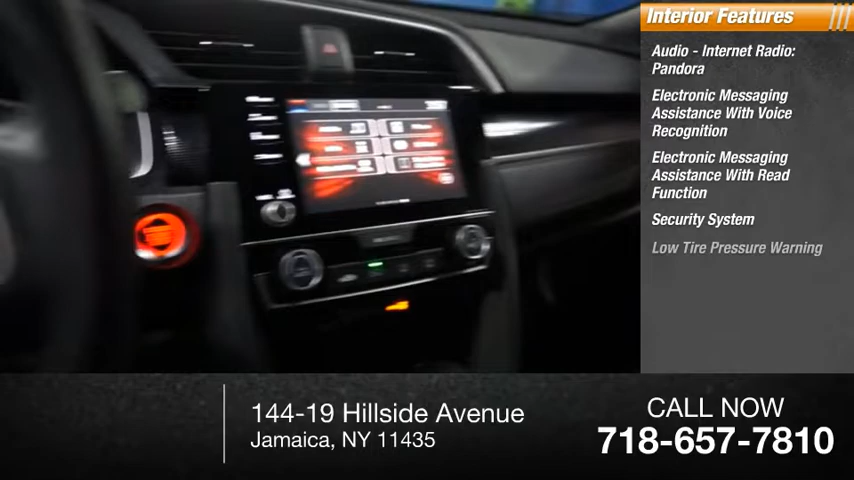 Interior Features
Audio - Internet Radio:
Pandora
Electronic Messaging
Assistance With Voice
Recognition
Electronic Messaging
Assistance With Read
Function
Security System
Low Tire Pressure Warning
144-19 Hillside Avenue
Jamaica, NY 11435
CALL NOW
718-657-7810